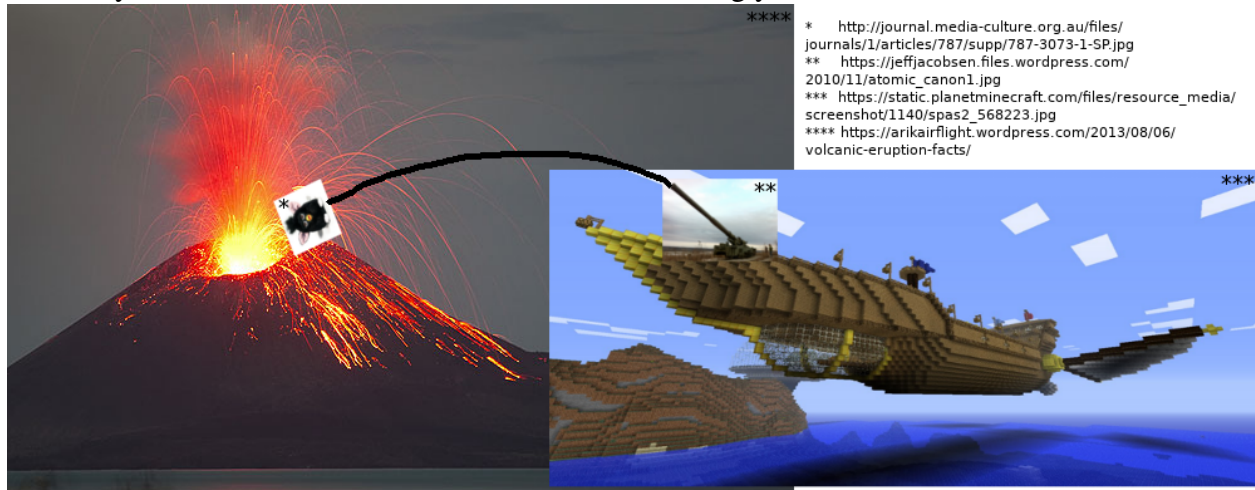 ****
* http://journal.media-culture.org.au/files/
journals/1/articles/787/supp/787-3073-1-SP.jpg
** https://jeffjacobsen.files.wordpress.com/
2010/11/atomic_canon1.jpg
*** https://static.planetminecraft.com/files/resource_media/
screenshot/1140/spas2_568223.jpg
**** https://arikairflight.wordpress.com/2013/08/06/
volcanic-eruption-facts/
*
**
***